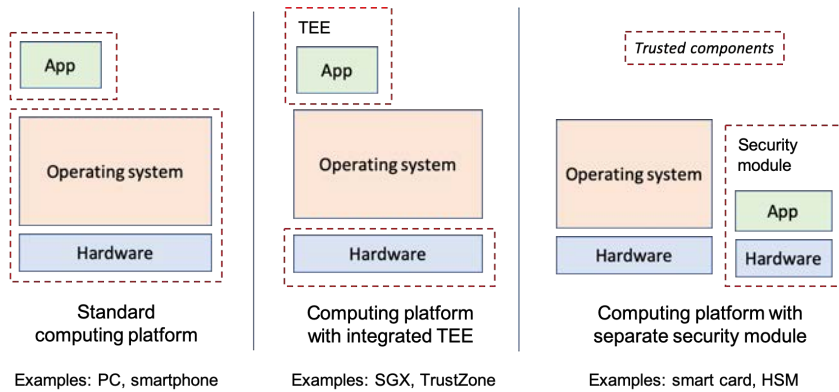 App
Operating system
Hardware
Standard
computing platform
Examples: PC, smartphone
TEE
App
Operating system
Hardware
Computing platform
with integrated TEE
Examples: SGX, TrustZone
Trusted components
Operating system
Hardware
Security
module
App
Hardware
Computing platform with
separate security module
Examples: smart card, HSM